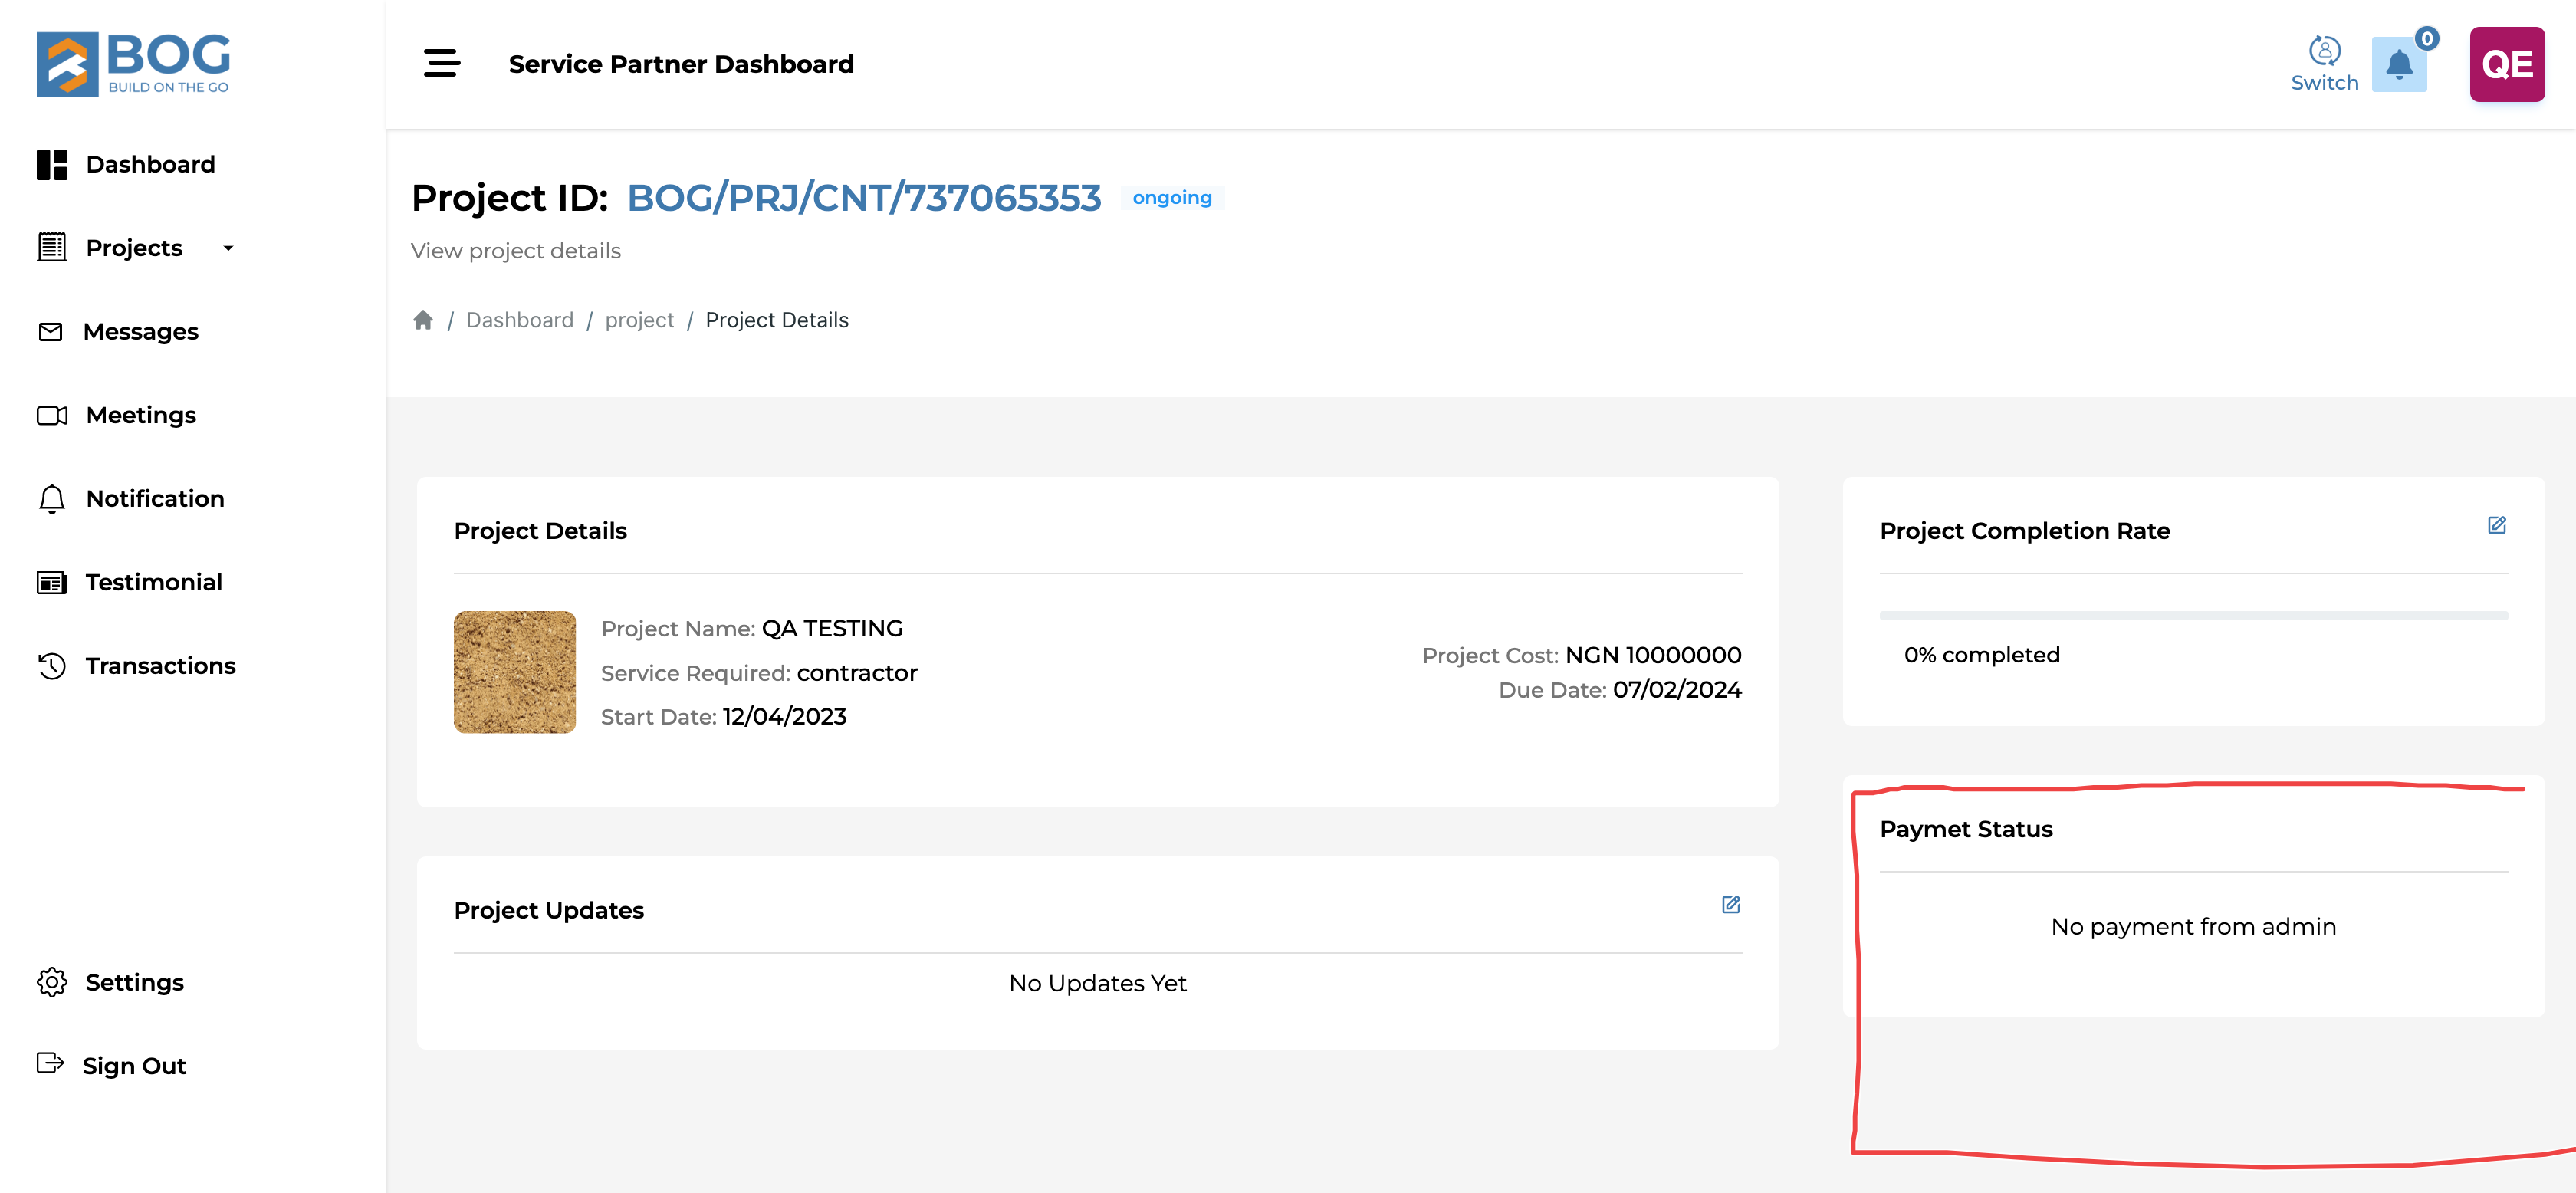 BOG
BUILD ON THE GO
Service Partner Dashboard
Switch
0
QE
Dashboard
Projects
Messages
Meetings
Notification
Testimonial
Transactions
Settings
Sign Out
Project ID: BOG/PRJ/CNT/737065353 ongoing
View project details
/ Dashboard / project / Project Details
Project Details
Project Name: QA TESTING
Service Required: contractor
Start Date: 12/04/2023
Project Cost: NGN 10000000
Due Date: 07/02/2024
Project Updates
No Updates Yet
Project Completion Rate
0% completed
Paymet Status
No payment from admin